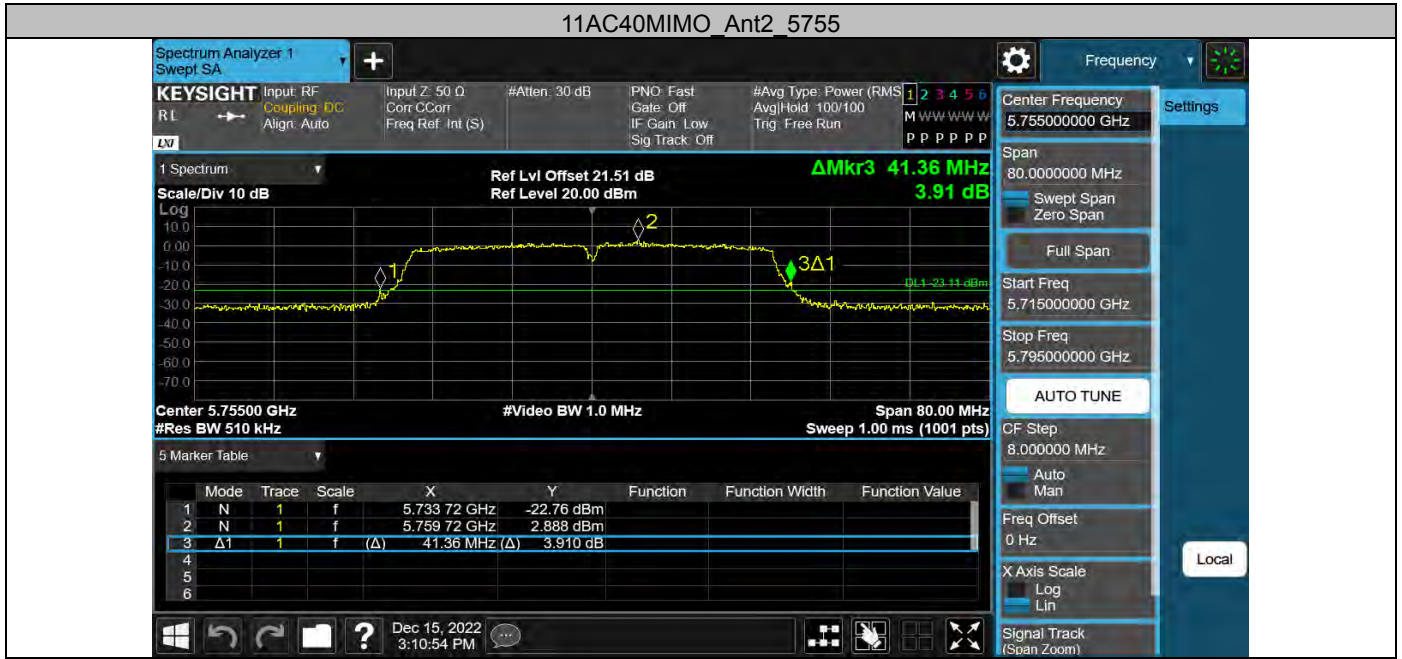 11AC40MIMO_Ant2_5755
Spectrum Analyzer 1
Swept SA
+
Frequency
KEYSIGHT
RL
LXI
Input: RF
Coupling: DC
Align: Auto
Input Z: 50 Ω
Corr CCorr
Freq Ref: Int (S)
#Atten: 30 dB
PNO: Fast
Gate: Off
IF Gain: Low
Sig Track: Off
#Avg Type: Power (RMS
Avg|Hold: 100/100
Trig: Free Run
1 2 3 4 5 6
M W W W W W
P P P P P P
Settings
Center Frequency
5.755000000 GHz
Span
80.0000000 MHz
Swept Span
Zero Span
Full Span
Start Freq
5.715000000 GHz
Stop Freq
5.795000000 GHz
AUTO TUNE
CF Step
8.000000 MHz
Auto
Man
Freq Offset
0 Hz
X Axis Scale
Log
Lin
Signal Track
(Span Zoom)
Local
1 Spectrum
Scale/Div 10 dB
Ref Lvl Offset 21.51 dB
Ref Level 20.00 dBm
ΔMkr3 41.36 MHz
3.91 dB
Log
10.0
0.00
-10.0
-20.0
-30.0
-40.0
-50.0
-60.0
-70.0
1
2
3Δ1
DL1 -23.11 dBm
Center 5.75500 GHz
#Video BW 1.0 MHz
Span 80.00 MHz
#Res BW 510 kHz
Sweep 1.00 ms (1001 pts)
5 Marker Table
Mode Trace Scale X Y Function Function Width Function Value
1 N 1 f 5.733 72 GHz -22.76 dBm
2 N 1 f 5.759 72 GHz 2.888 dBm
3 Δ1 1 f (Δ) 41.36 MHz (Δ) 3.910 dB
4
5
6
?
Dec 15, 2022
3:10:54 PM